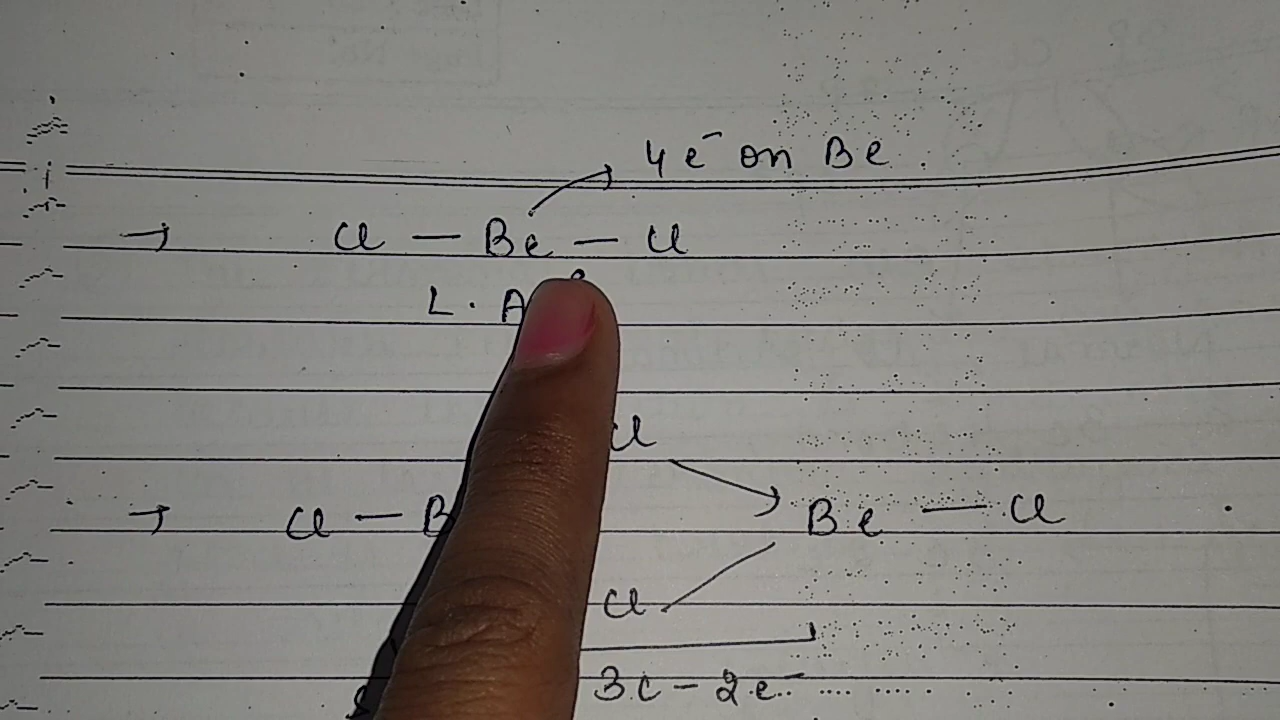 4e⁻ on Be.
→ Cl — Be — Cl
L. A
Cl
→ Cl — B Be — Cl
Cl
3c-2e⁻